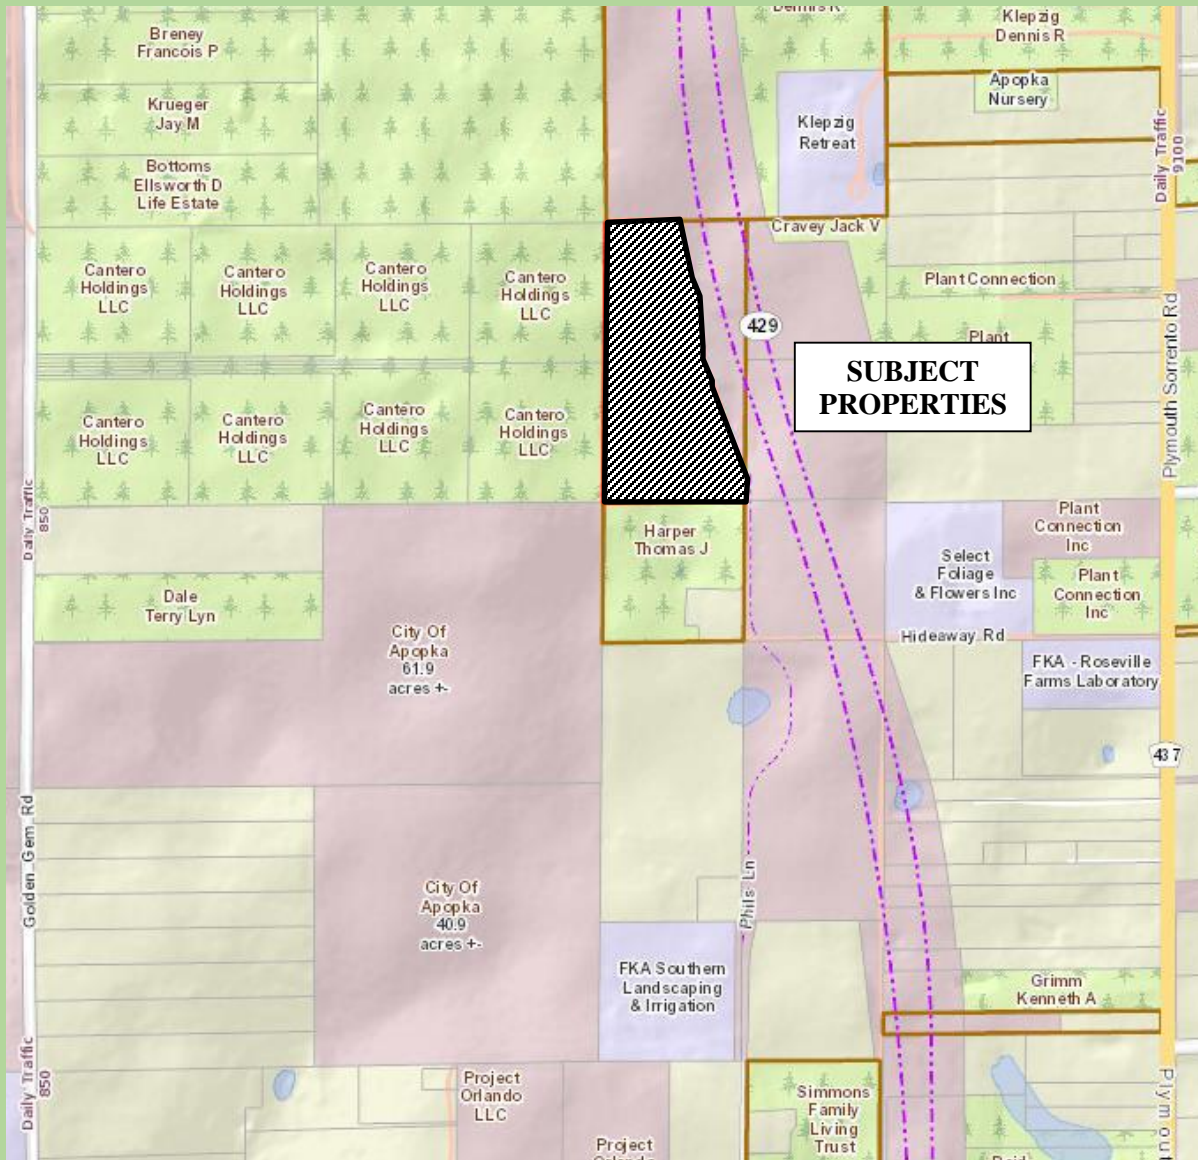 Dennis R
Klepzig
Dennis R
Breney
Francois P
Apopka
Nursery
Krueger
Jay M
Klepzig
Retreat
Daily Traffic
9100
Bottoms
Ellsworth D
Life Estate
Cravey Jack V
Cantero
Holdings
LLC
Cantero
Holdings
LLC
Cantero
Holdings
LLC
Cantero
Holdings
LLC
Plant Connection
429
Plant
SUBJECT
PROPERTIES
Plymouth Sorrento Rd
Cantero
Holdings
LLC
Cantero
Holdings
LLC
Cantero
Holdings
LLC
Cantero
Holdings
LLC
Daily Traffic
850
Harper
Thomas J
Plant
Connection
Inc
Select
Foliage
& Flowers Inc
Plant
Connection
Inc
Dale
Terry Lyn
City Of
Apopka
61.9
acres +-
Hideaway Rd
FKA - Roseville
Farms Laboratory
437
Golden Gem Rd
City Of
Apopka
40.9
acres +-
Phils Ln
FKA Southern
Landscaping
& Irrigation
Grimm
Kenneth A
Daily Traffic
850
Project
Orlando
LLC
Simmons
Family
Living
Trust
Plymout
Project